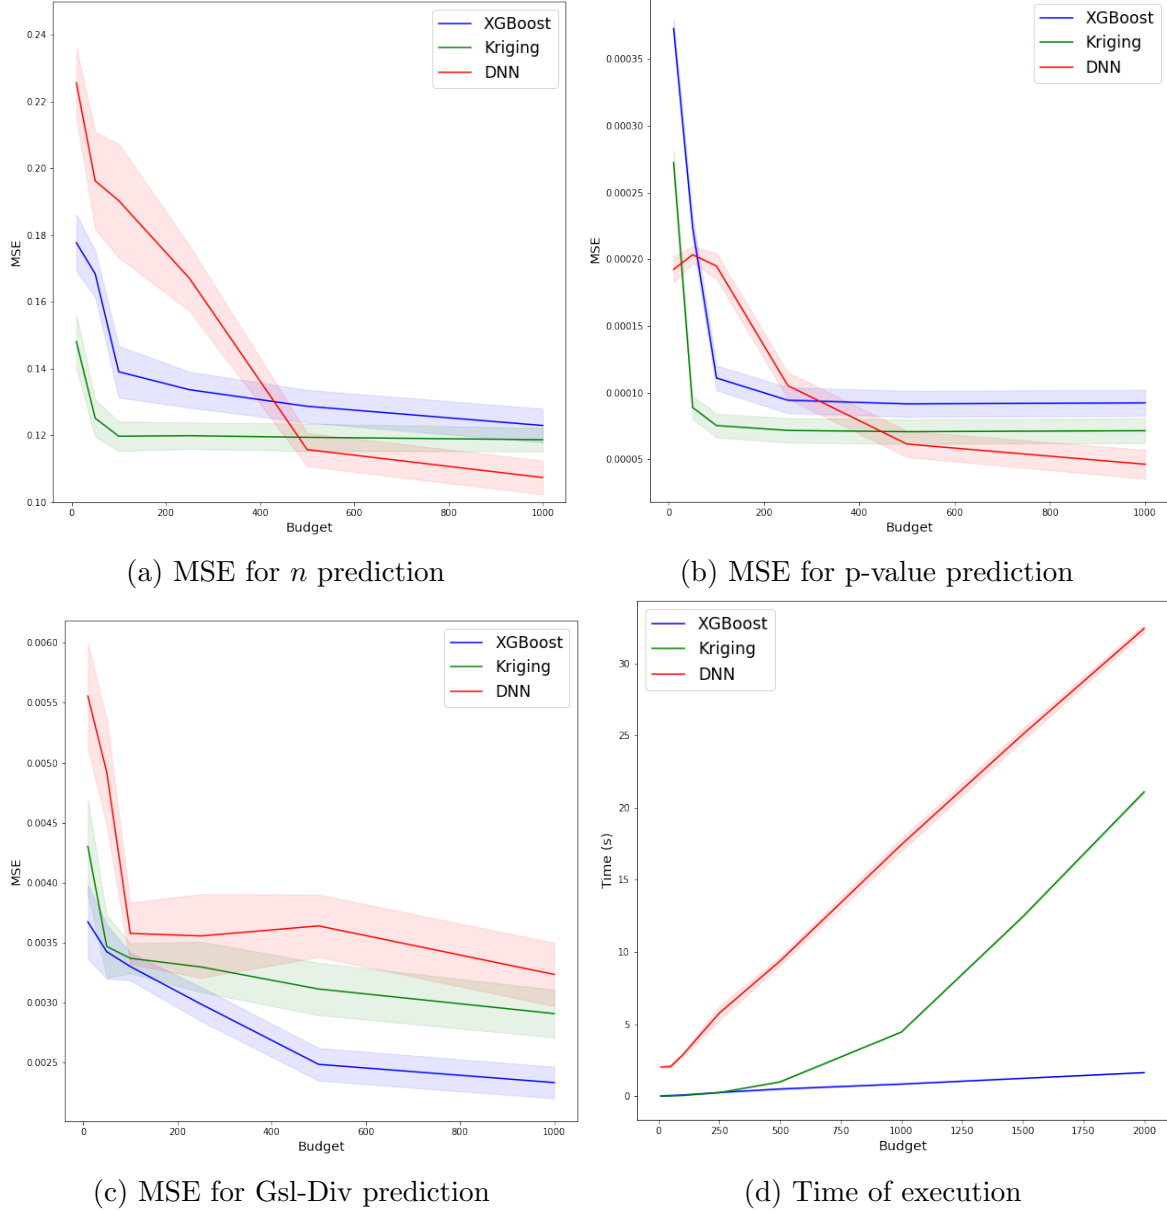 XGBoost
Kriging
DNN
0.24
0.22
0.20
0.18
0.16
0.14
0.12
0.10
MSE
0
200
400
600
800
1000
Budget
(a) MSE for n prediction
XGBoost
Kriging
DNN
0.00035
0.00030
0.00025
0.00020
0.00015
0.00010
0.00005
MSE
0
200
400
600
800
1000
Budget
(b) MSE for p-value prediction
XGBoost
Kriging
DNN
0.0060
0.0055
0.0050
0.0045
0.0040
0.0035
0.0030
0.0025
MSE
0
200
400
600
800
1000
Budget
(c) MSE for Gsl-Div prediction
XGBoost
Kriging
DNN
30
25
20
15
10
5
0
Time (s)
0
250
500
750
1000
1250
1500
1750
2000
Budget
(d) Time of execution